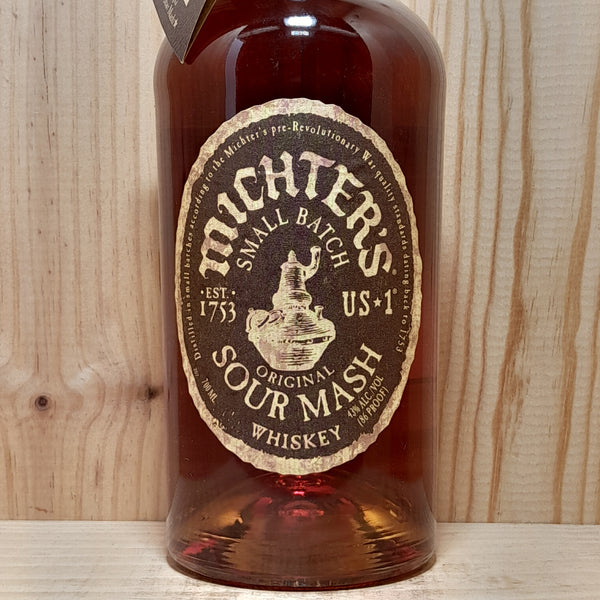 Distilled in small batches according to the Michter's pre-Revolutionary War quality standards dating back to 1753
MICHTER'S®
SMALL BATCH
·EST.·
1753
US★1®
ORIGINAL
SOUR MASH
WHISKEY
700ML
43% ALC/VOL
(86 PROOF)